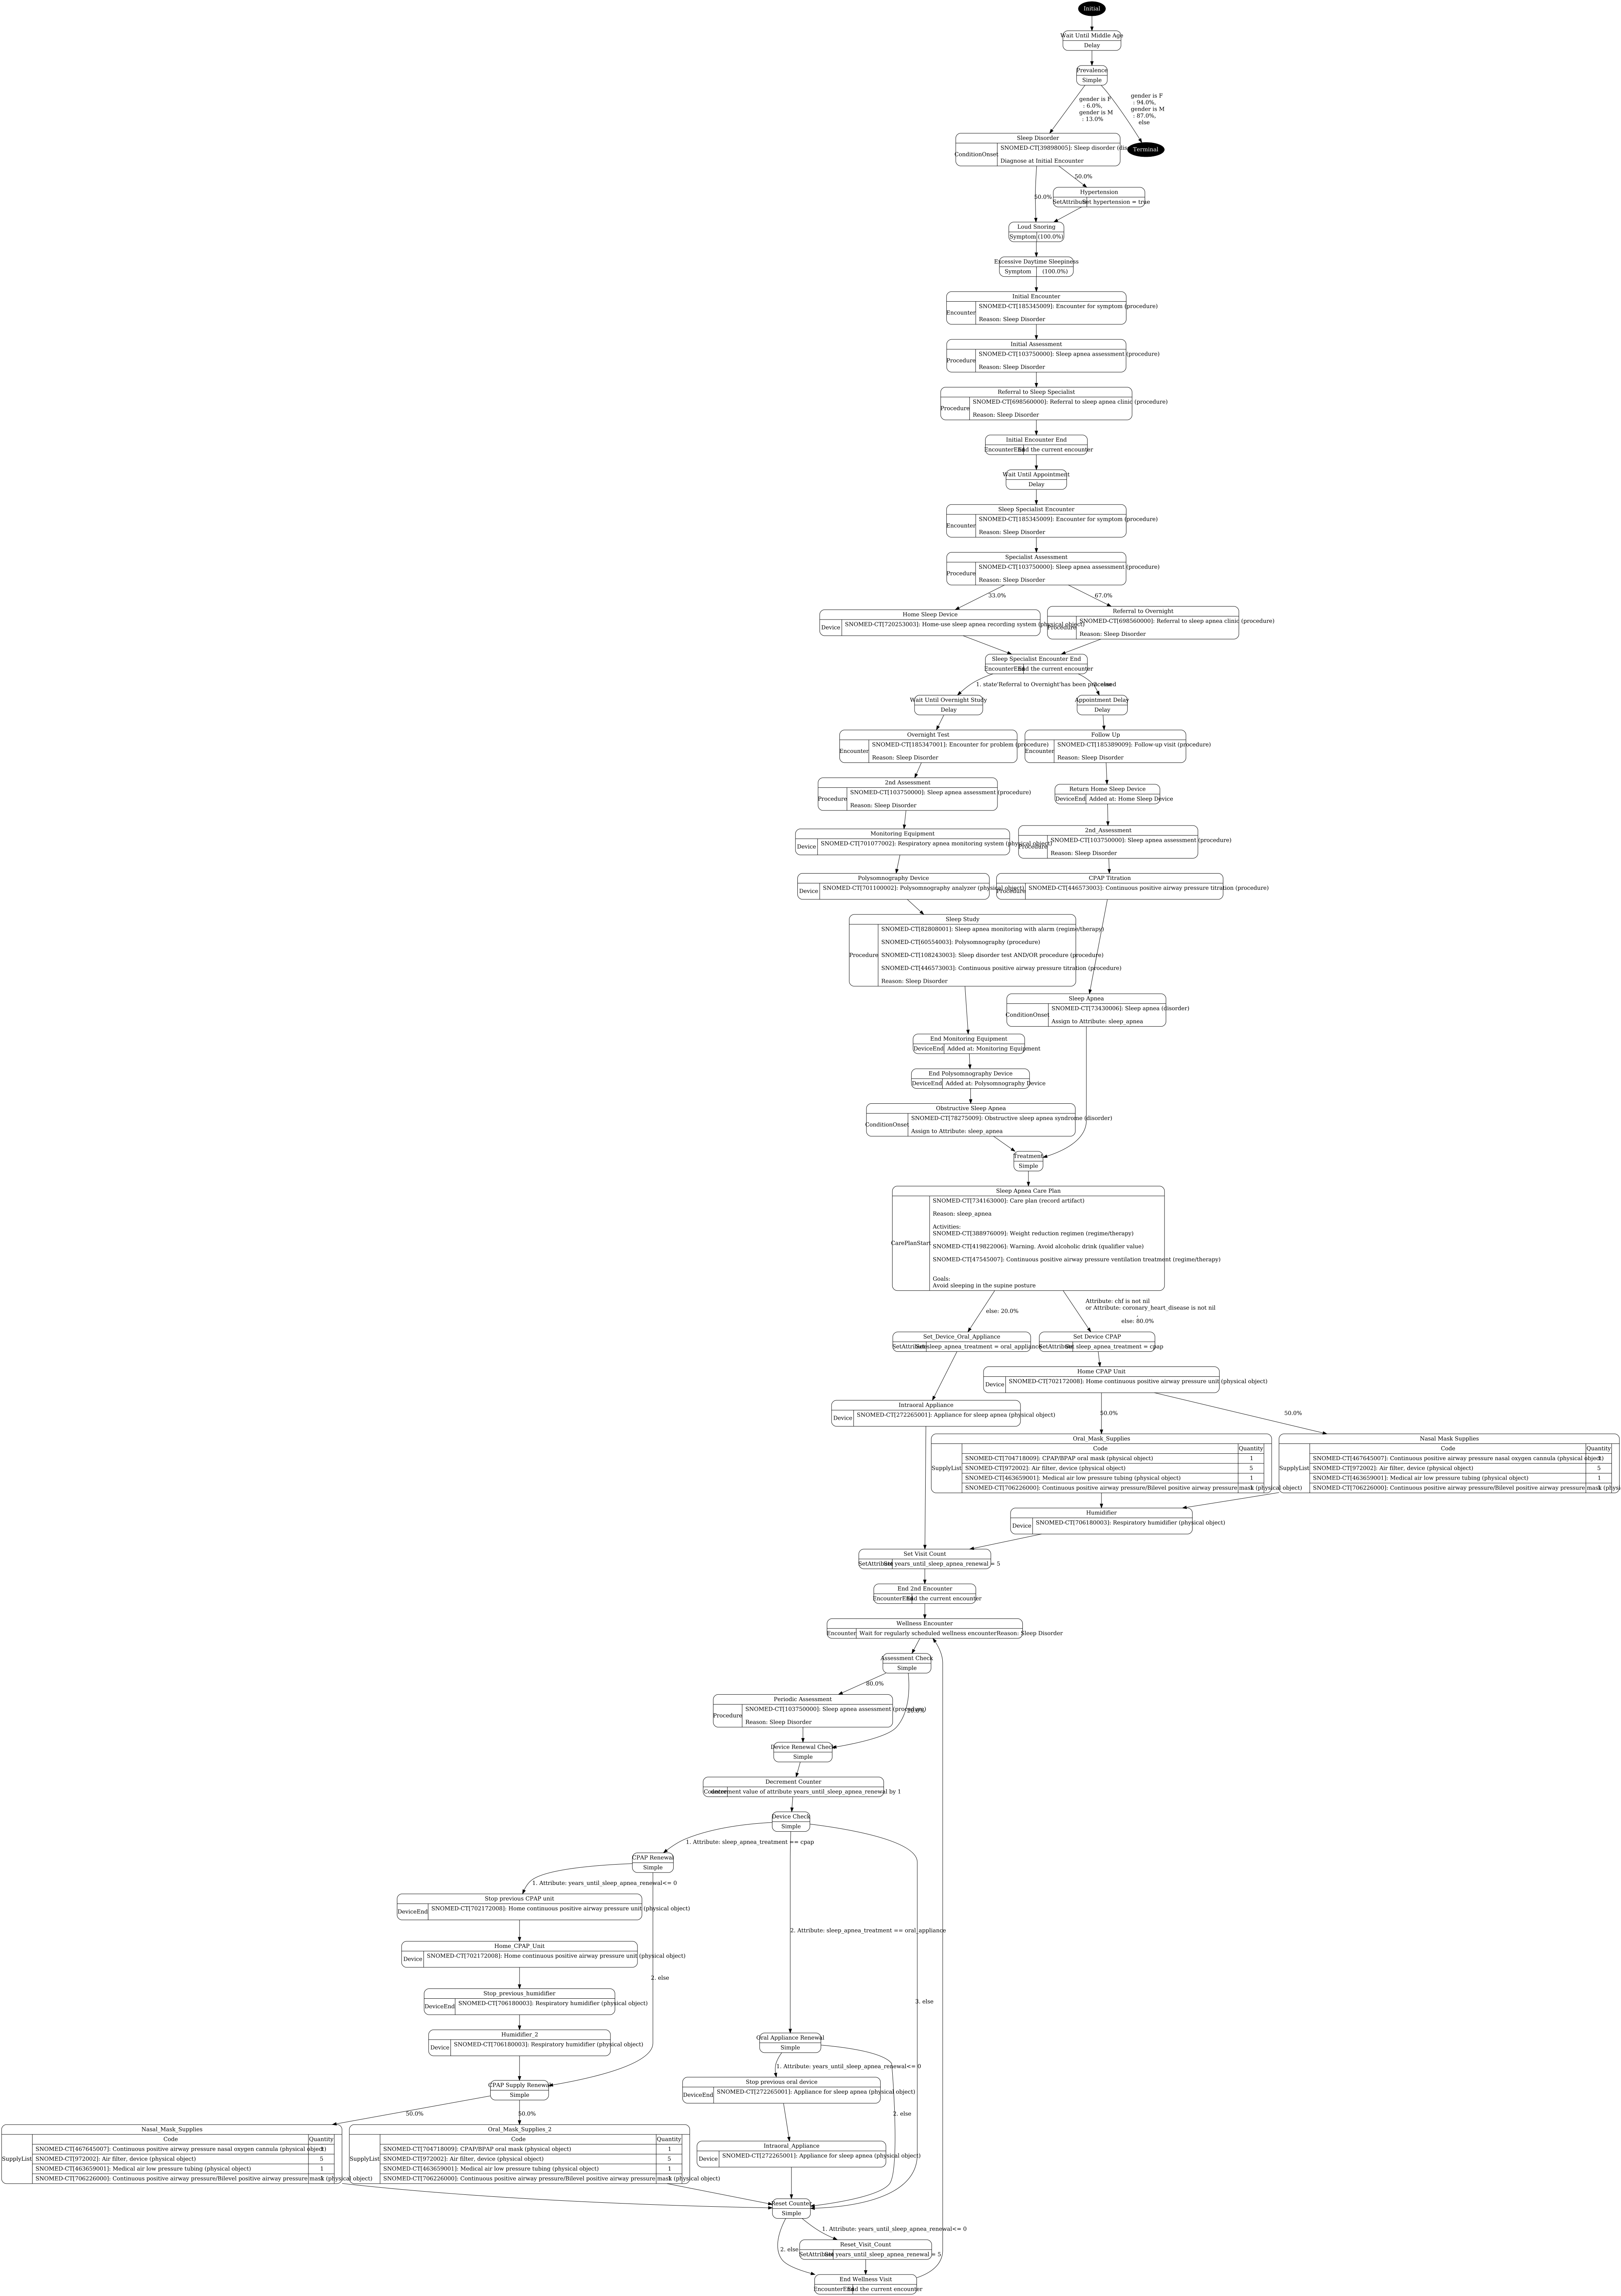 Initial
Wait Until Middle Age
Delay
Prevalence
Simple
gender is F
: 6.0%,
gender is M
: 13.0%
gender is F
: 94.0%,
gender is M
: 87.0%,
else
Sleep Disorder
ConditionOnset
SNOMED-CT[39898005]: Sleep disorder
Diagnose at Initial Encounter
Terminal
50.0%
50.0%
Hypertension
SetAttribute
Set hypertension = true
Loud Snoring
Symptom
(100.0%)
Excessive Daytime Sleepiness
Symptom
(100.0%)
Initial Encounter
Encounter
SNOMED-CT[185345009]: Encounter for symptom (procedure)
Reason: Sleep Disorder
Initial Assessment
Procedure
SNOMED-CT[103750000]: Sleep apnea assessment (procedure)
Reason: Sleep Disorder
Referral to Sleep Specialist
Procedure
SNOMED-CT[698560000]: Referral to sleep apnea clinic (procedure)
Reason: Sleep Disorder
Initial Encounter End
EncounterEnd
End the current encounter
Wait Until Appointment
Delay
Sleep Specialist Encounter
Encounter
SNOMED-CT[185345009]: Encounter for symptom (procedure)
Reason: Sleep Disorder
Specialist Assessment
Procedure
SNOMED-CT[103750000]: Sleep apnea assessment (procedure)
Reason: Sleep Disorder
33.0%
67.0%
Home Sleep Device
Device
SNOMED-CT[720253003]: Home-use sleep apnea recording system (physical object)
Referral to Overnight
Procedure
SNOMED-CT[698560000]: Referral to sleep apnea clinic (procedure)
Reason: Sleep Disorder
Sleep Specialist Encounter End
EncounterEnd
End the current encounter
1. state'Referral to Overnight'has been processed
2. else
Wait Until Overnight Study
Delay
Appointment Delay
Delay
Overnight Test
Encounter
SNOMED-CT[185347001]: Encounter for problem (procedure)
Reason: Sleep Disorder
Follow Up
Encounter
SNOMED-CT[185389009]: Follow-up visit (procedure)
Reason: Sleep Disorder
2nd Assessment
Procedure
SNOMED-CT[103750000]: Sleep apnea assessment (procedure)
Reason: Sleep Disorder
Return Home Sleep Device
DeviceEnd
Added at: Home Sleep Device
Monitoring Equipment
Device
SNOMED-CT[701077002]: Respiratory apnea monitoring system (physical object)
2nd_Assessment
Procedure
SNOMED-CT[103750000]: Sleep apnea assessment (procedure)
Reason: Sleep Disorder
Polysomnography Device
Device
SNOMED-CT[701100002]: Polysomnography analyzer (physical object)
CPAP Titration
Procedure
SNOMED-CT[446573003]: Continuous positive airway pressure titration (procedure)
Sleep Study
Procedure
SNOMED-CT[82808001]: Sleep apnea monitoring with alarm (regime/therapy)
SNOMED-CT[60554003]: Polysomnography (procedure)
SNOMED-CT[108243003]: Sleep disorder test AND/OR procedure (procedure)
SNOMED-CT[446573003]: Continuous positive airway pressure titration (procedure)
Reason: Sleep Disorder
Sleep Apnea
ConditionOnset
SNOMED-CT[73430006]: Sleep apnea (disorder)
Assign to Attribute: sleep_apnea
End Monitoring Equipment
DeviceEnd
Added at: Monitoring Equipment
End Polysomnography Device
DeviceEnd
Added at: Polysomnography Device
Obstructive Sleep Apnea
ConditionOnset
SNOMED-CT[78275009]: Obstructive sleep apnea syndrome (disorder)
Assign to Attribute: sleep_apnea
Treatment
Simple
Sleep Apnea Care Plan
CarePlanStart
SNOMED-CT[734163000]: Care plan (record artifact)
Reason: sleep_apnea
Activities:
SNOMED-CT[388976009]: Weight reduction regimen (regime/therapy)
SNOMED-CT[419822006]: Warning. Avoid alcoholic drink (qualifier value)
SNOMED-CT[47545007]: Continuous positive airway pressure ventilation treatment (regime/therapy)
Goals:
Avoid sleeping in the supine posture
else: 20.0%
Attribute: chf is not nil
or Attribute: coronary_heart_disease is not nil
,
else: 80.0%
Set_Device_Oral_Appliance
SetAttribute
Set sleep_apnea_treatment = oral_appliance
Set Device CPAP
SetAttribute
Set sleep_apnea_treatment = cpap
Home CPAP Unit
Device
SNOMED-CT[702172008]: Home continuous positive airway pressure unit (physical object)
Intraoral Appliance
Device
SNOMED-CT[272265001]: Appliance for sleep apnea (physical object)
50.0%
50.0%
Oral_Mask_Supplies
SupplyList
Code
Quantity
SNOMED-CT[704718009]: CPAP/BPAP oral mask (physical object)
1
SNOMED-CT[972002]: Air filter, device (physical object)
5
SNOMED-CT[463659001]: Medical air low pressure tubing (physical object)
1
SNOMED-CT[706226000]: Continuous positive airway pressure/Bilevel positive airway pressure mask (physical object)
1
Nasal Mask Supplies
SupplyList
Code
Quantity
SNOMED-CT[467645007]: Continuous positive airway pressure nasal oxygen cannula (physical object)
1
SNOMED-CT[972002]: Air filter, device (physical object)
5
SNOMED-CT[463659001]: Medical air low pressure tubing (physical object)
1
SNOMED-CT[706226000]: Continuous positive airway pressure/Bilevel positive airway pressure mask (physi
1
Humidifier
Device
SNOMED-CT[706180003]: Respiratory humidifier (physical object)
Set Visit Count
SetAttribute
Set years_until_sleep_apnea_renewal = 5
End 2nd Encounter
EncounterEnd
End the current encounter
Wellness Encounter
Encounter
Wait for regularly scheduled wellness encounterReason: Sleep Disorder
Assessment Check
Simple
80.0%
20.0%
Periodic Assessment
Procedure
SNOMED-CT[103750000]: Sleep apnea assessment (procedure)
Reason: Sleep Disorder
Device Renewal Check
Simple
Decrement Counter
Counter
decrement value of attribute years_until_sleep_apnea_renewal by 1
Device Check
Simple
1. Attribute: sleep_apnea_treatment == cpap
CPAP Renewal
Simple
1. Attribute: years_until_sleep_apnea_renewal<= 0
Stop previous CPAP unit
DeviceEnd
SNOMED-CT[702172008]: Home continuous positive airway pressure unit (physical object)
2. Attribute: sleep_apnea_treatment == oral_appliance
Home_CPAP_Unit
Device
SNOMED-CT[702172008]: Home continuous positive airway pressure unit (physical object)
2. else
3. else
Stop_previous_humidifier
DeviceEnd
SNOMED-CT[706180003]: Respiratory humidifier (physical object)
Humidifier_2
Device
SNOMED-CT[706180003]: Respiratory humidifier (physical object)
Oral Appliance Renewal
Simple
1. Attribute: years_until_sleep_apnea_renewal<= 0
CPAP Supply Renewal
Simple
Stop previous oral device
DeviceEnd
SNOMED-CT[272265001]: Appliance for sleep apnea (physical object)
50.0%
50.0%
2. else
Nasal_Mask_Supplies
SupplyList
Code
Quantity
SNOMED-CT[467645007]: Continuous positive airway pressure nasal oxygen cannula (physical object)
1
SNOMED-CT[972002]: Air filter, device (physical object)
5
SNOMED-CT[463659001]: Medical air low pressure tubing (physical object)
1
SNOMED-CT[706226000]: Continuous positive airway pressure/Bilevel positive airway pressure mask (physical object)
1
Oral_Mask_Supplies_2
SupplyList
Code
Quantity
SNOMED-CT[704718009]: CPAP/BPAP oral mask (physical object)
1
SNOMED-CT[972002]: Air filter, device (physical object)
5
SNOMED-CT[463659001]: Medical air low pressure tubing (physical object)
1
SNOMED-CT[706226000]: Continuous positive airway pressure/Bilevel positive airway pressure mask (physical object)
1
Intraoral_Appliance
Device
SNOMED-CT[272265001]: Appliance for sleep apnea (physical object)
Reset Counter
Simple
1. Attribute: years_until_sleep_apnea_renewal<= 0
2. else
Reset_Visit_Count
SetAttribute
Set years_until_sleep_apnea_renewal = 5
End Wellness Visit
EncounterEnd
End the current encounter